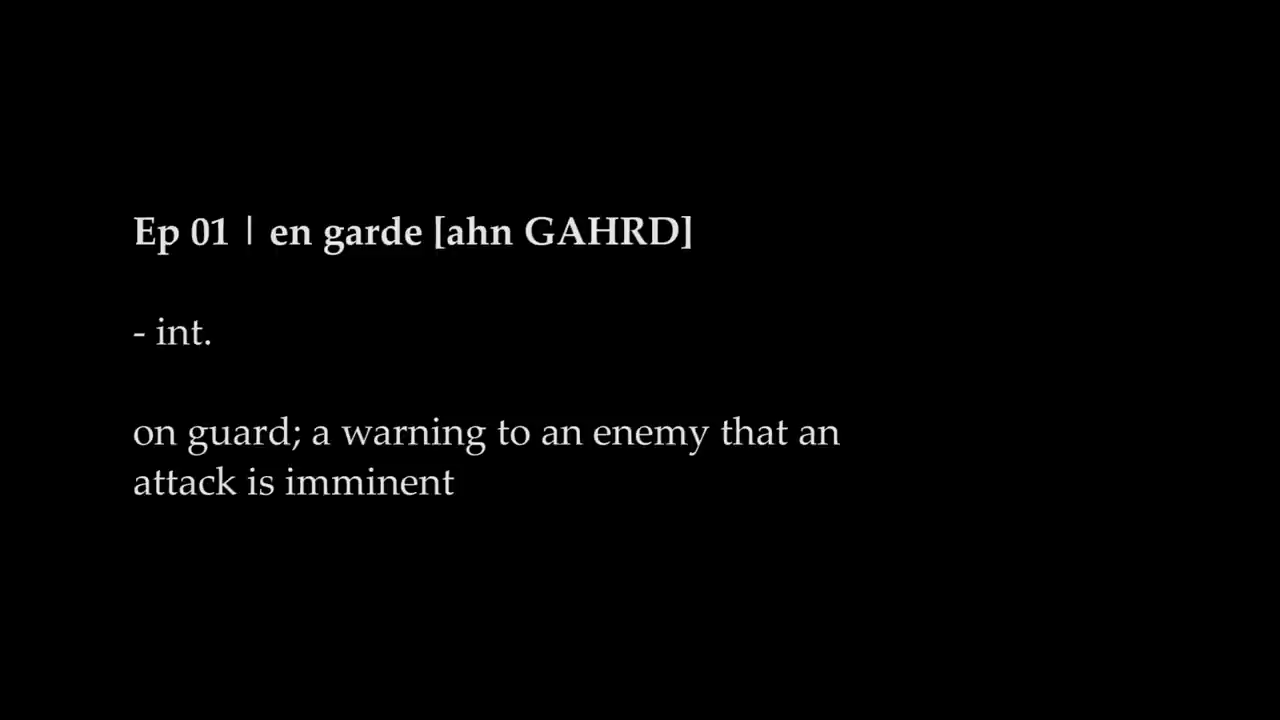 Ep 01 | en garde [ahn GAHRD]
- int.
on guard; a warning to an enemy that an
attack is imminent